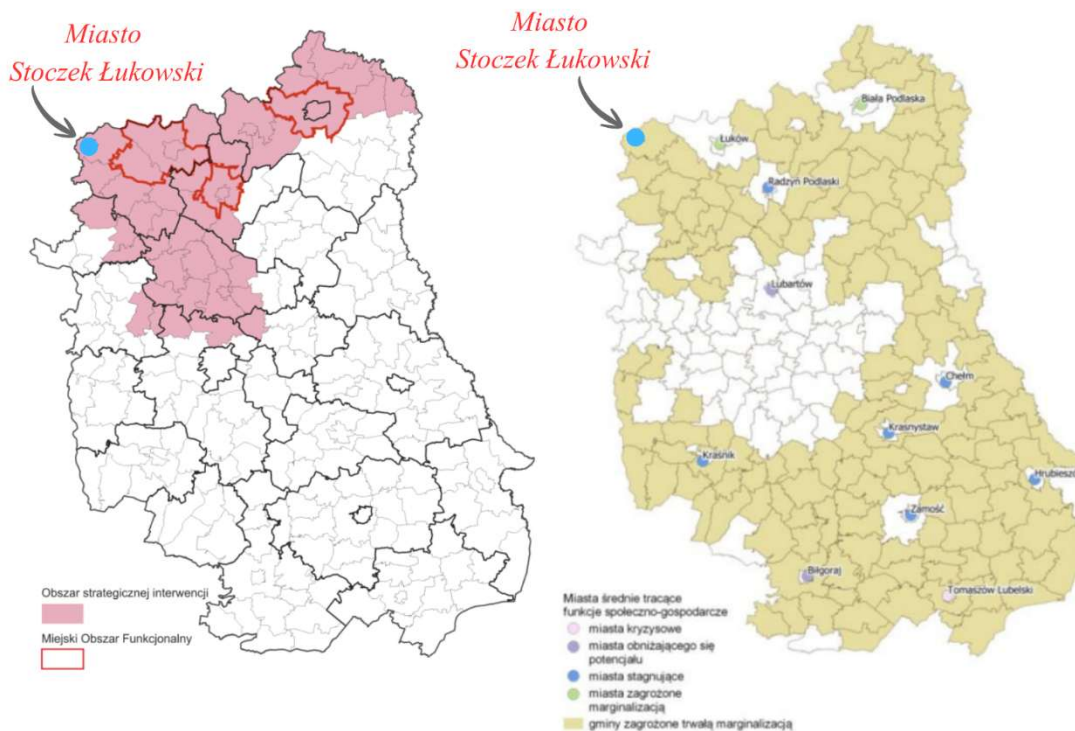 Miasto
Stoczek Łukowski
Obszar strategicznej interwencji
Miejski Obszar Funkcjonalny
Miasto
Stoczek Łukowski
Biała Podlaska
Łuków
Radzyń Podlaski
Lubartów
Chełm
Krasnystaw
Kraśnik
Hrubieszó
Zamość
Biłgoraj
Tomaszów Lubelski
Miasta średnie tracące
funkcje społeczno-gospodarcze
miasta kryzysowe
miasta obniżającego się
potencjału
miasta stagnujące
miasta zagrożone
marginalizacją
gminy zagrożone trwałą marginalizacją